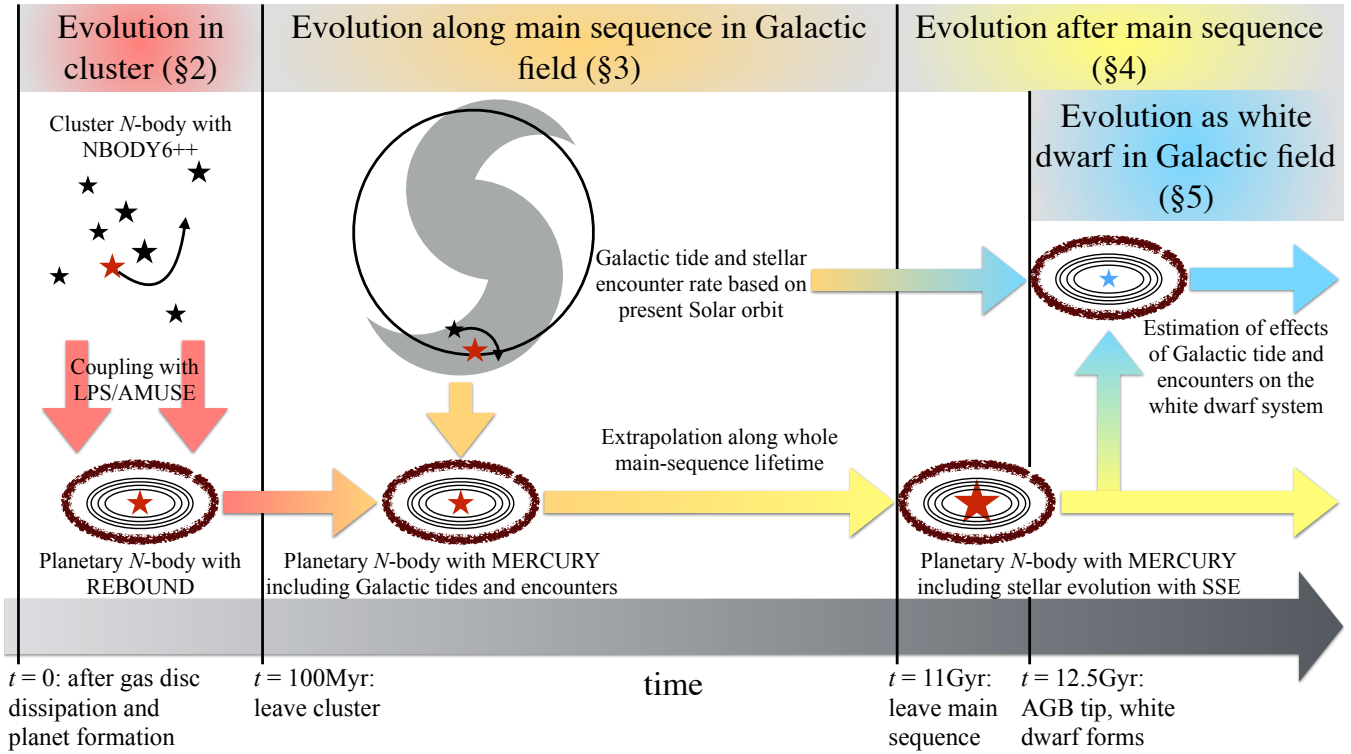 Evolution in
cluster (§2)
Evolution along main sequence in Galactic
field (§3)
Evolution after main sequence
(§4)
Evolution as white
dwarf in Galactic field
(§5)
Cluster N-body with
NBODY6++
Galactic tide and stellar
encounter rate based on
present Solar orbit
Estimation of effects
of Galactic tide and
encounters on the
white dwarf system
Coupling with
LPS/AMUSE
Extrapolation along whole
main-sequence lifetime
Planetary N-body with
REBOUND
Planetary N-body with MERCURY
including Galactic tides and encounters
Planetary N-body with MERCURY
including stellar evolution with SSE
t = 0: after gas disc
dissipation and
planet formation
t = 100Myr:
leave cluster
time
t = 11Gyr:
leave main
sequence
t = 12.5Gyr:
AGB tip, white
dwarf forms